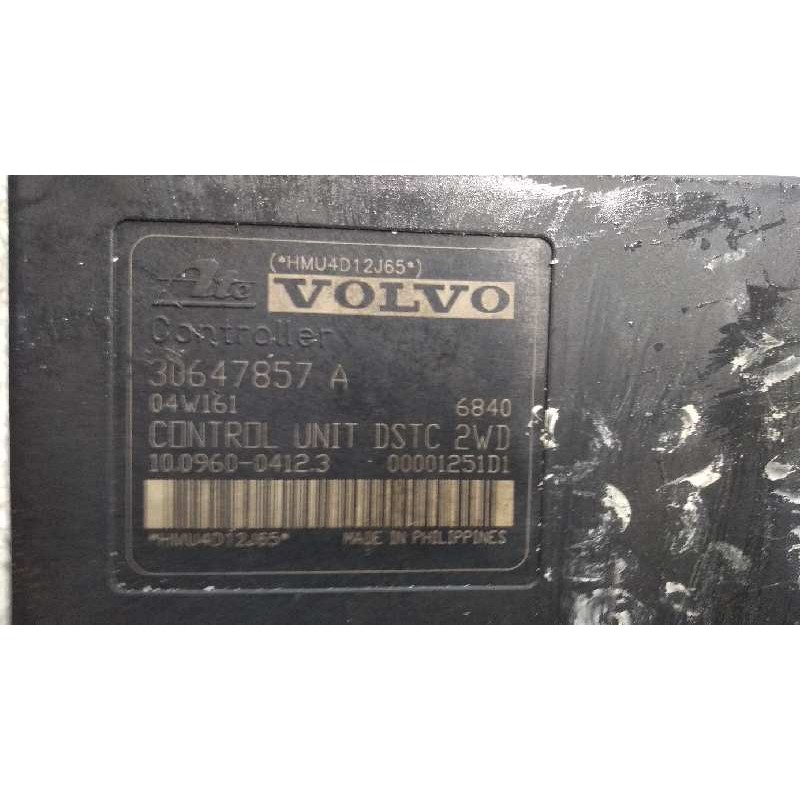 (*HMU4D12J65*)
Ate VOLVO
Controller
30647857 A
04W161 6840
CONTROL UNIT DSTC 2WD
10.0960-0412.3 00001251D1
*HMU4D12J65* MADE IN PHILIPPINES